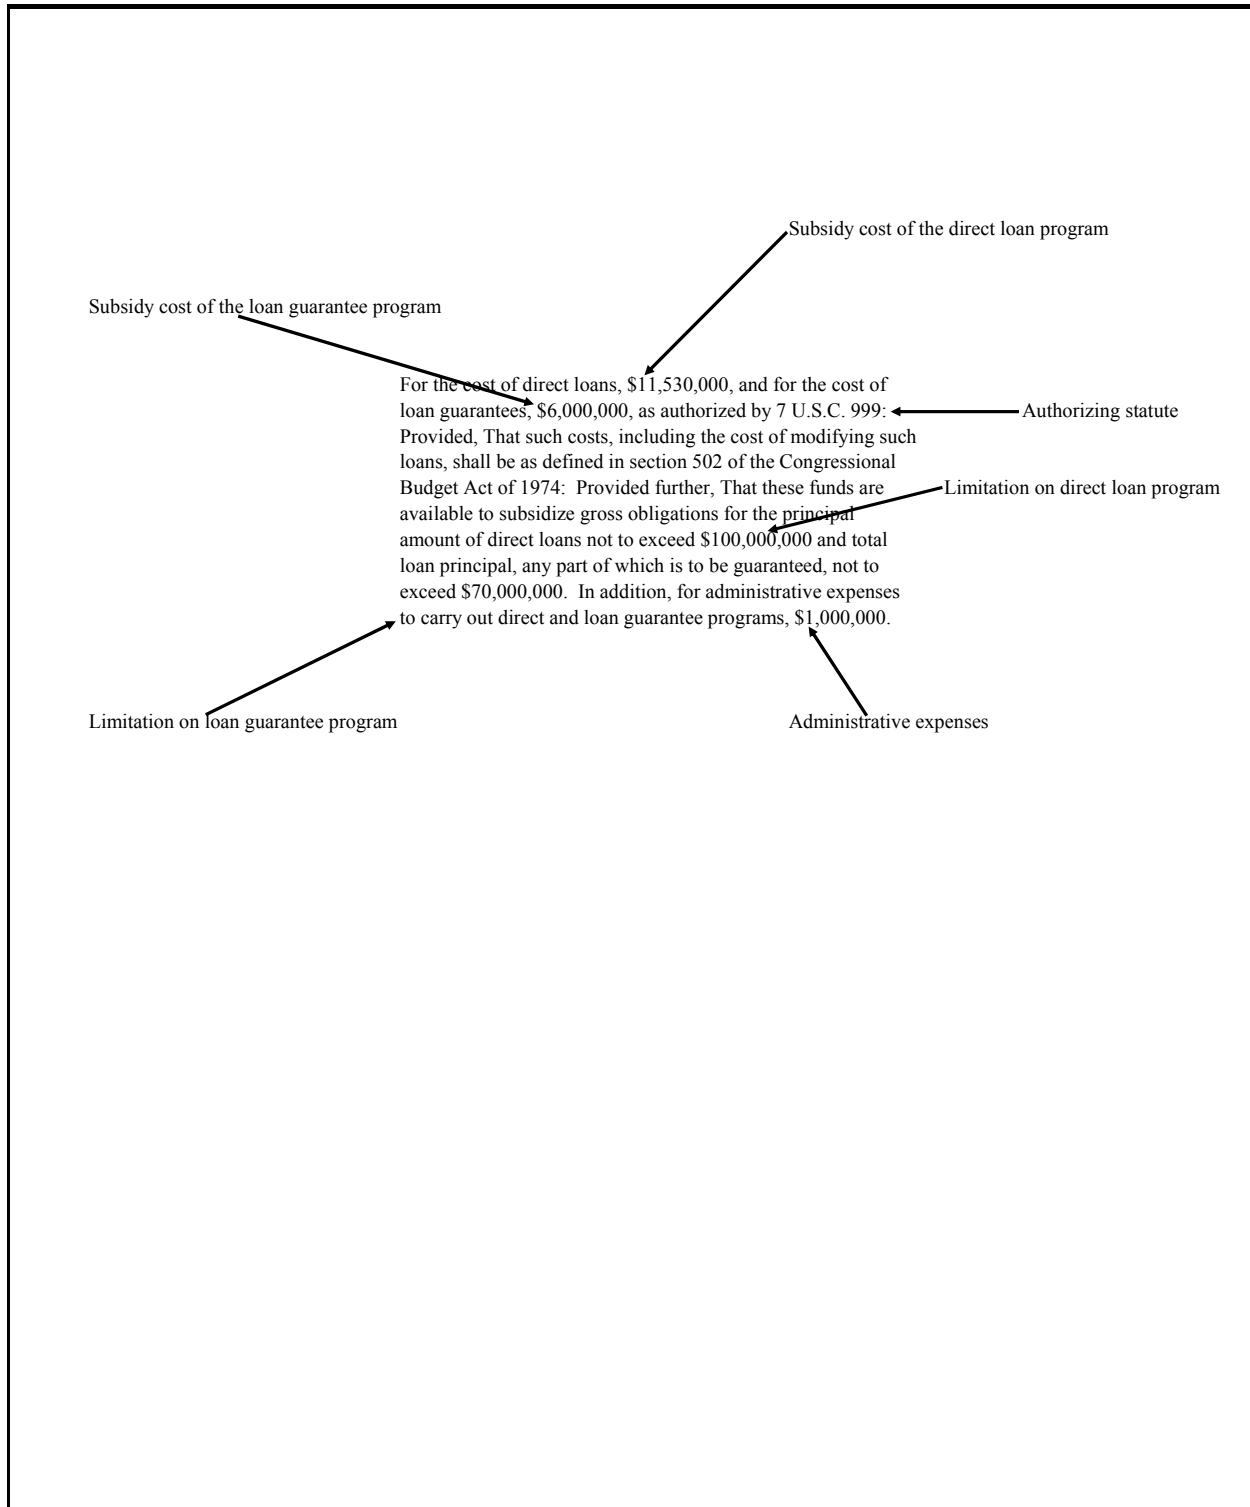 Subsidy cost of the direct loan program
Subsidy cost of the loan guarantee program
For the cost of direct loans, $11,530,000, and for the cost of
loan guarantees, $6,000,000, as authorized by 7 U.S.C. 999:
Authorizing statute
Provided, That such costs, including the cost of modifying such
loans, shall be as defined in section 502 of the Congressional
Budget Act of 1974:  Provided further, That these funds are
Limitation on direct loan program
available to subsidize gross obligations for the principal
amount of direct loans not to exceed $100,000,000 and total
loan principal, any part of which is to be guaranteed, not to
exceed $70,000,000.  In addition, for administrative expenses
to carry out direct and loan guarantee programs, $1,000,000.
Limitation on loan guarantee program
Administrative expenses